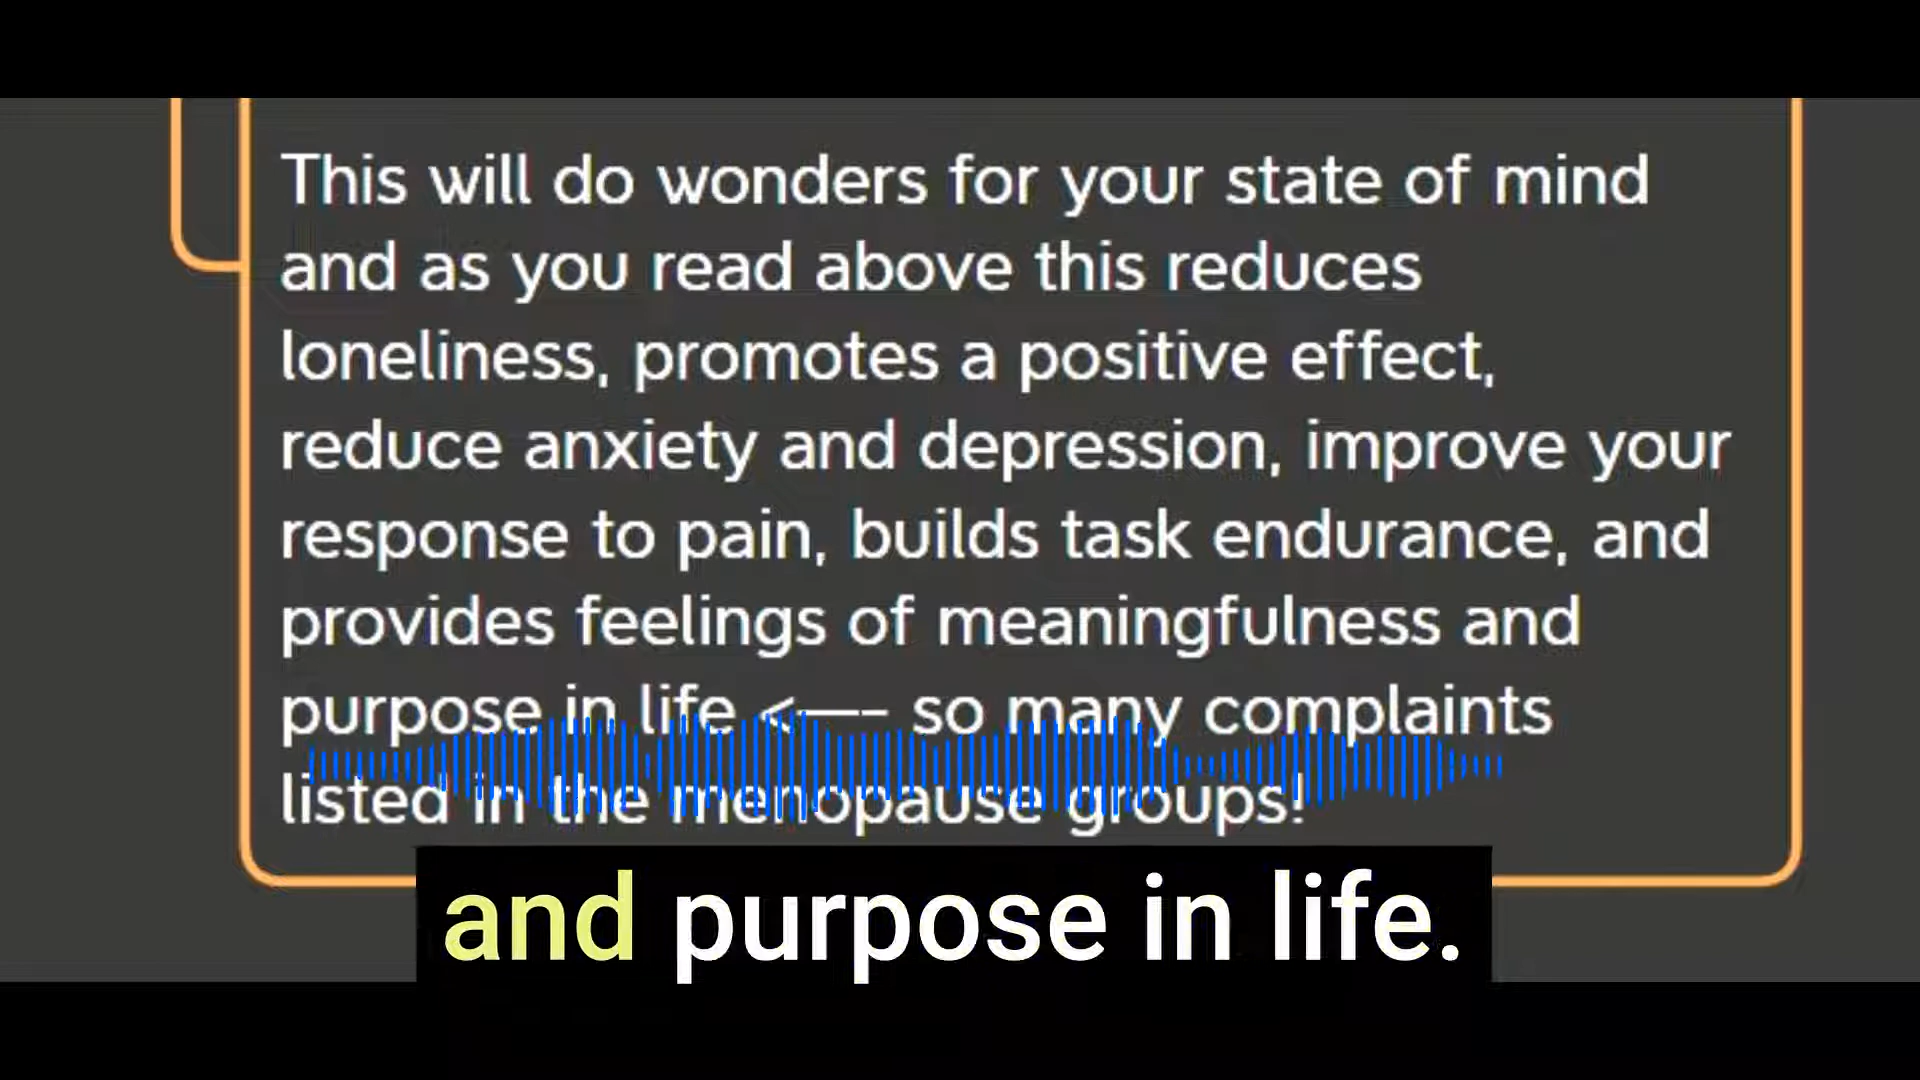 This will do wonders for your state of mind
and as you read above this reduces
loneliness, promotes a positive effect,
reduce anxiety and depression, improve your
response to pain, builds task endurance, and
provides feelings of meaningfulness and
purpose in life <—– so many complaints
listed in the menopause groups!
and purpose in life.